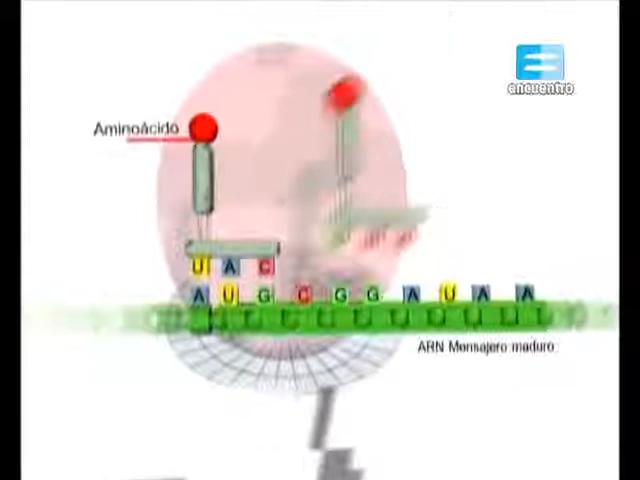 encuentro
Aminoácido
U A C
A U G C G G A U A A
ARN Mensajero maduro